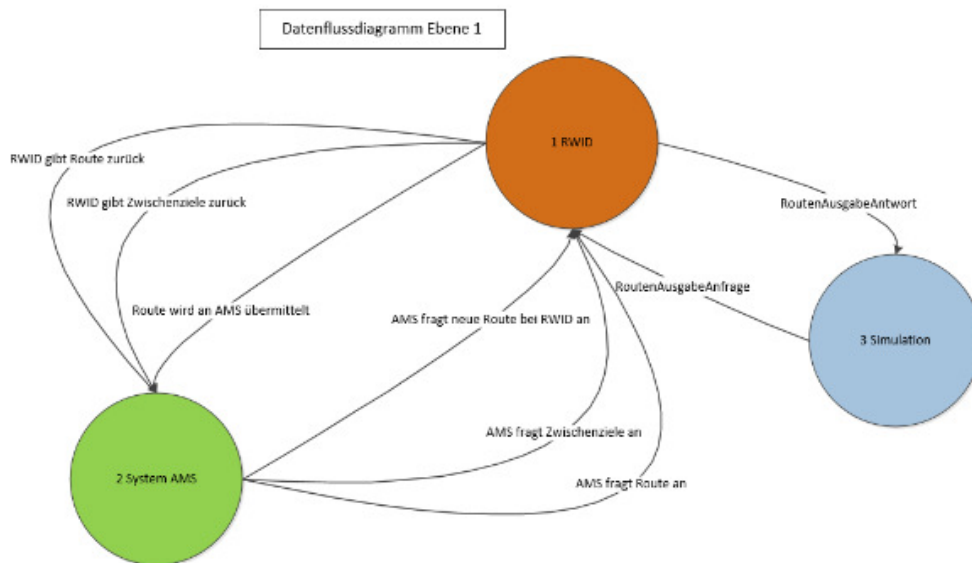 Datenflussdiagramm Ebene 1
1 RWID
RWID gibt Route zurück
RWID gibt Zwischenziele zurück
RoutenAusgabeAntwort
RoutenAusgabeAnfrage
Route wird an AMS übermittelt
AMS fragt neue Route bei RWID an
3 Simulation
AMS fragt Zwischenziele an
2 System AMS
AMS fragt Route an